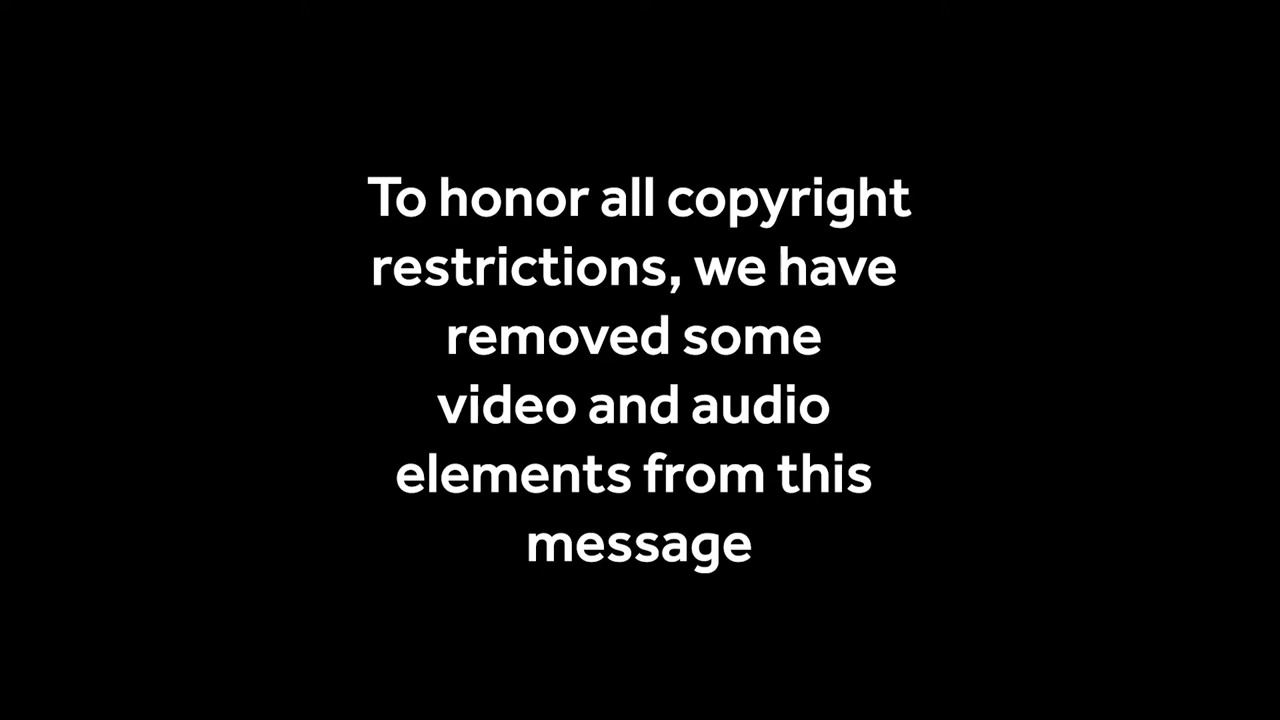 To honor all copyright
restrictions, we have
removed some
video and audio
elements from this
message